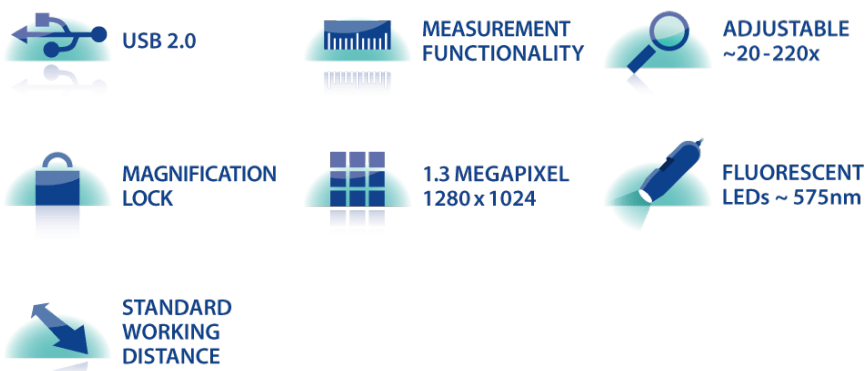 USB 2.0
MEASUREMENT
FUNCTIONALITY
ADJUSTABLE
~20-220x
MAGNIFICATION
LOCK
1.3 MEGAPIXEL
1280 x 1024
FLUORESCENT
LEDs ~ 575nm
STANDARD
WORKING
DISTANCE